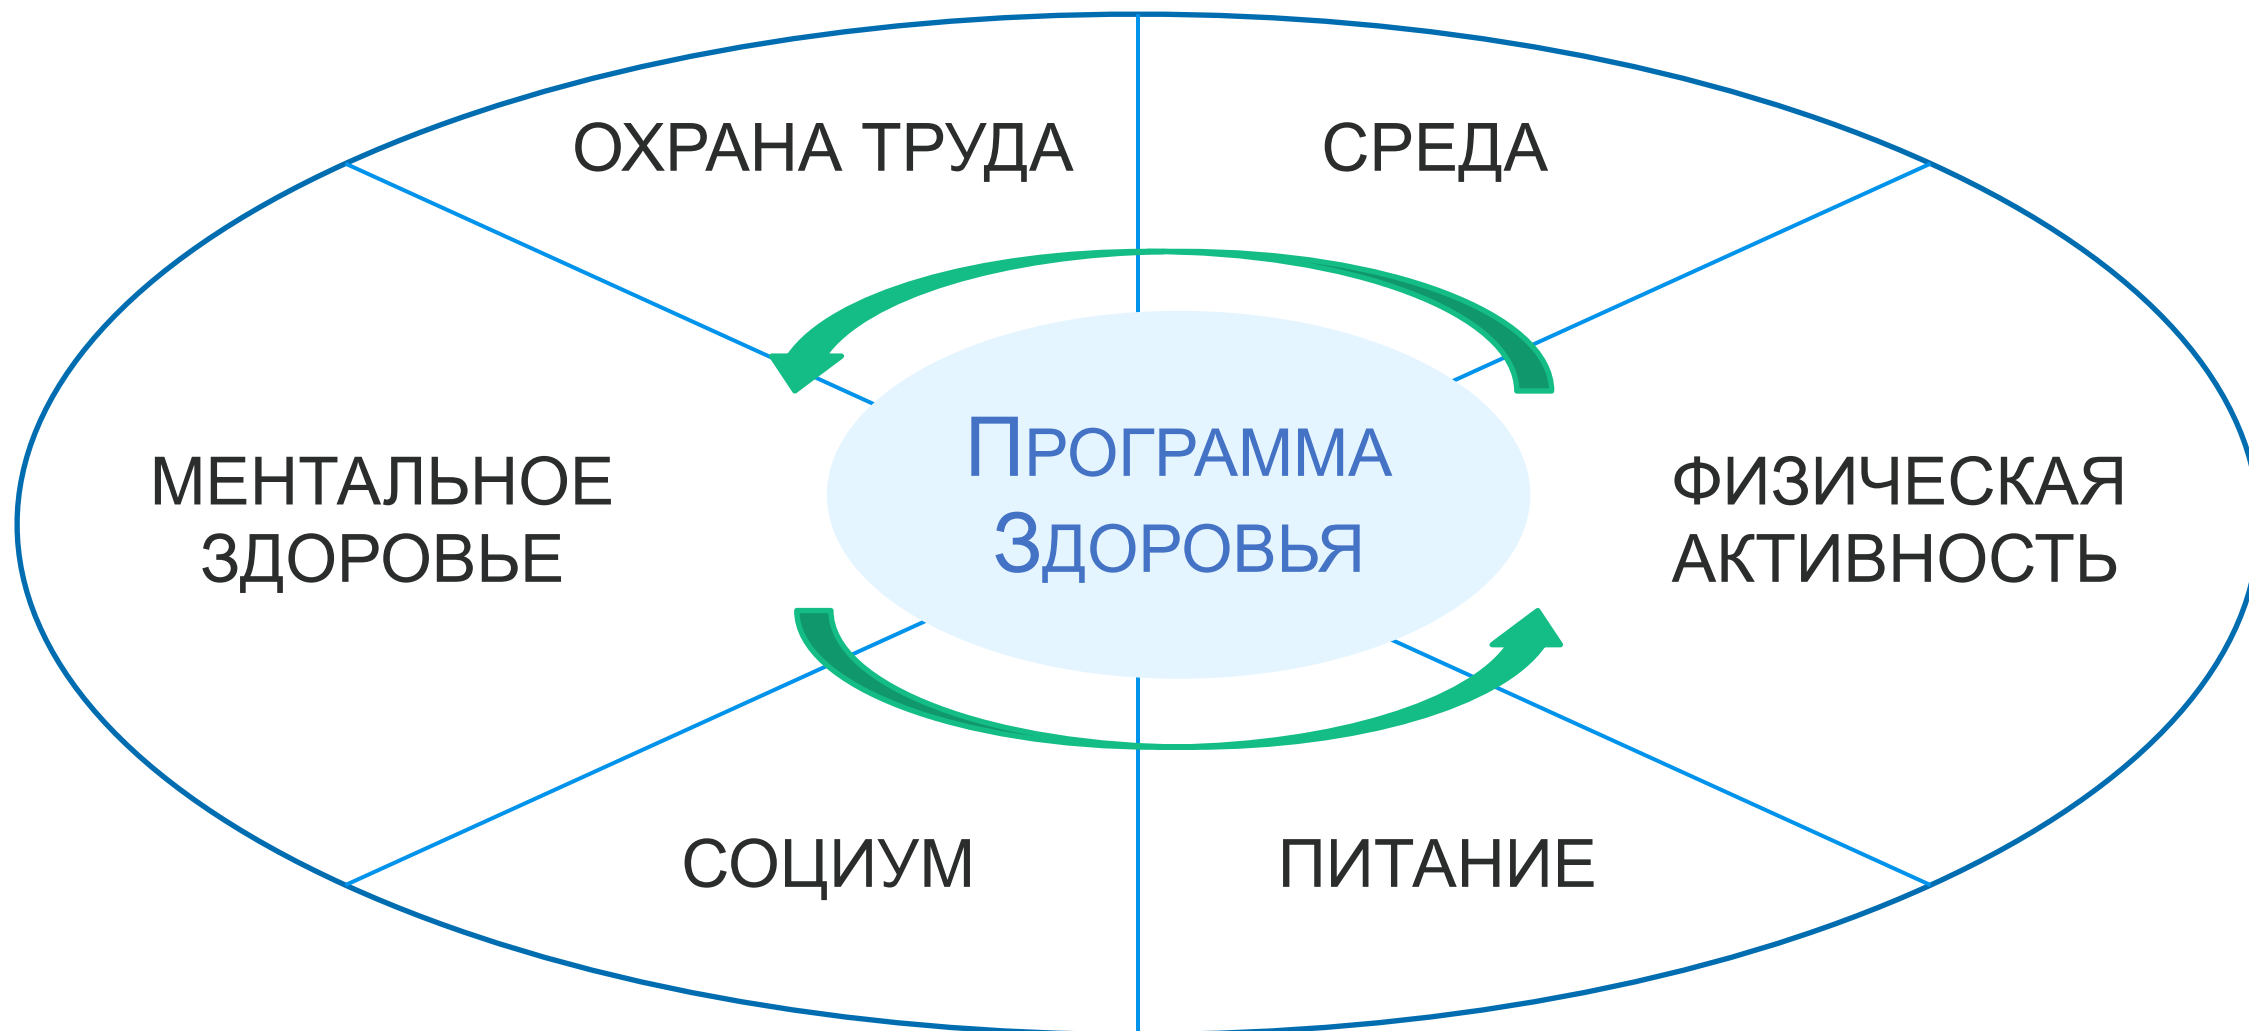 ОХРАНА ТРУДА
СРЕДА
МЕНТАЛЬНОЕ
ЗДОРОВЬЕ
ПРОГРАММА
ЗДОРОВЬЯ
ФИЗИЧЕСКАЯ
АКТИВНОСТЬ
СОЦИУМ
ПИТАНИЕ